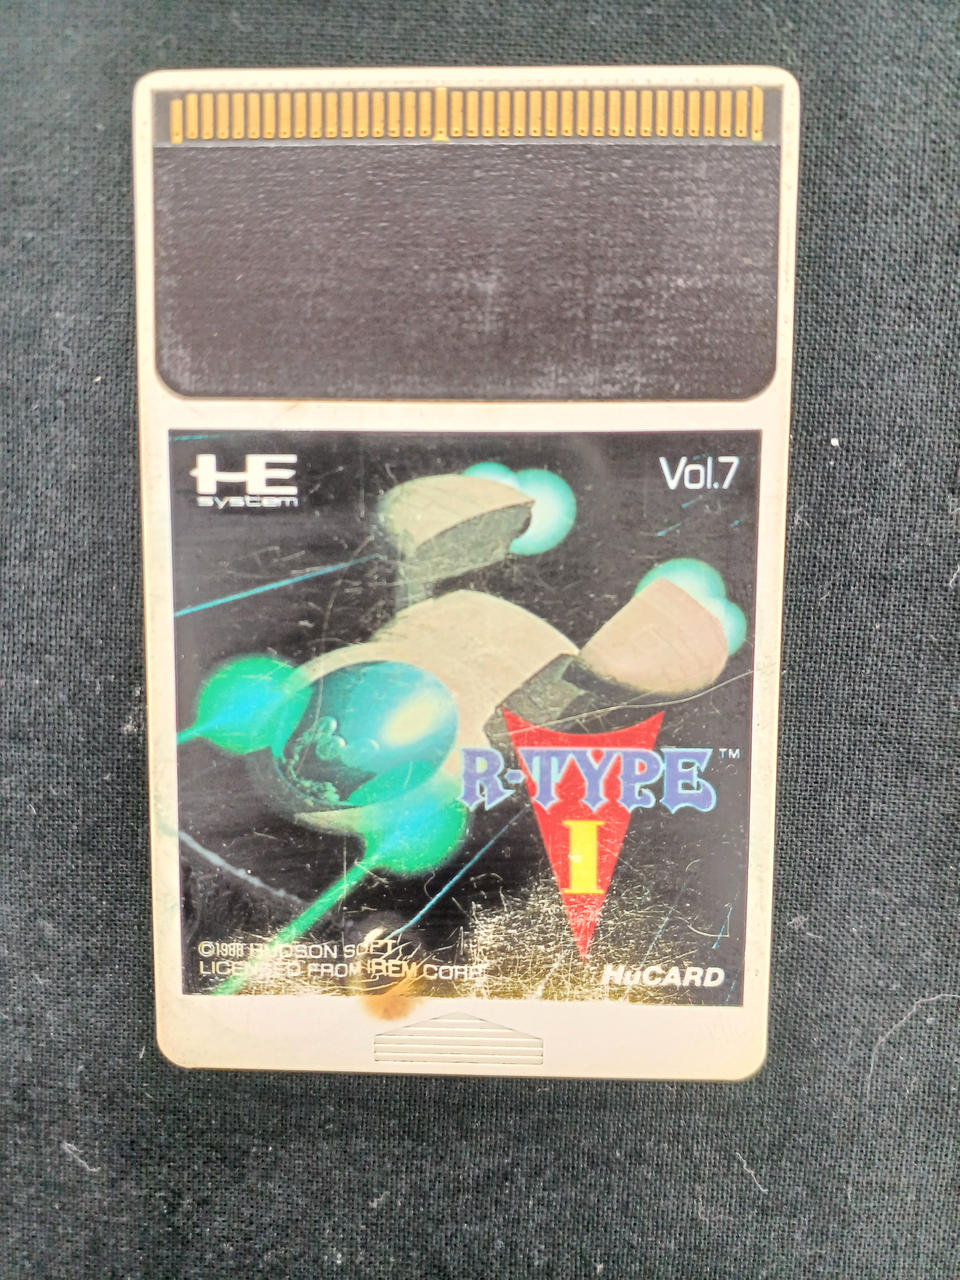 HE
system
Vol.7
R-TYPE™
I
©1988 HUDSON SOFT
LICENSED FROM IREM CORP.
HuCARD